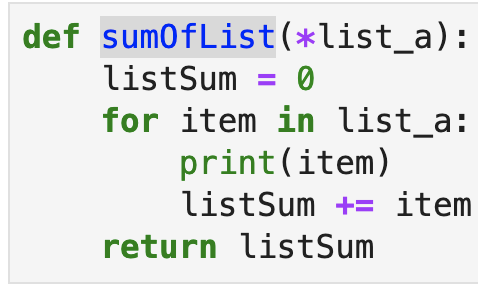 def sumOfList(*list_a):
    listSum = 0
    for item in list_a:
        print(item)
        listSum += item
    return listSum